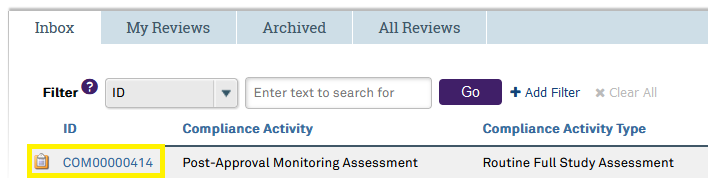 Inbox My Reviews Archived All Reviews
Filter ? ID Enter text to search for Go + Add Filter ✖ Clear All
ID Compliance Activity Compliance Activity Type
COM00000414 Post-Approval Monitoring Assessment Routine Full Study Assessment